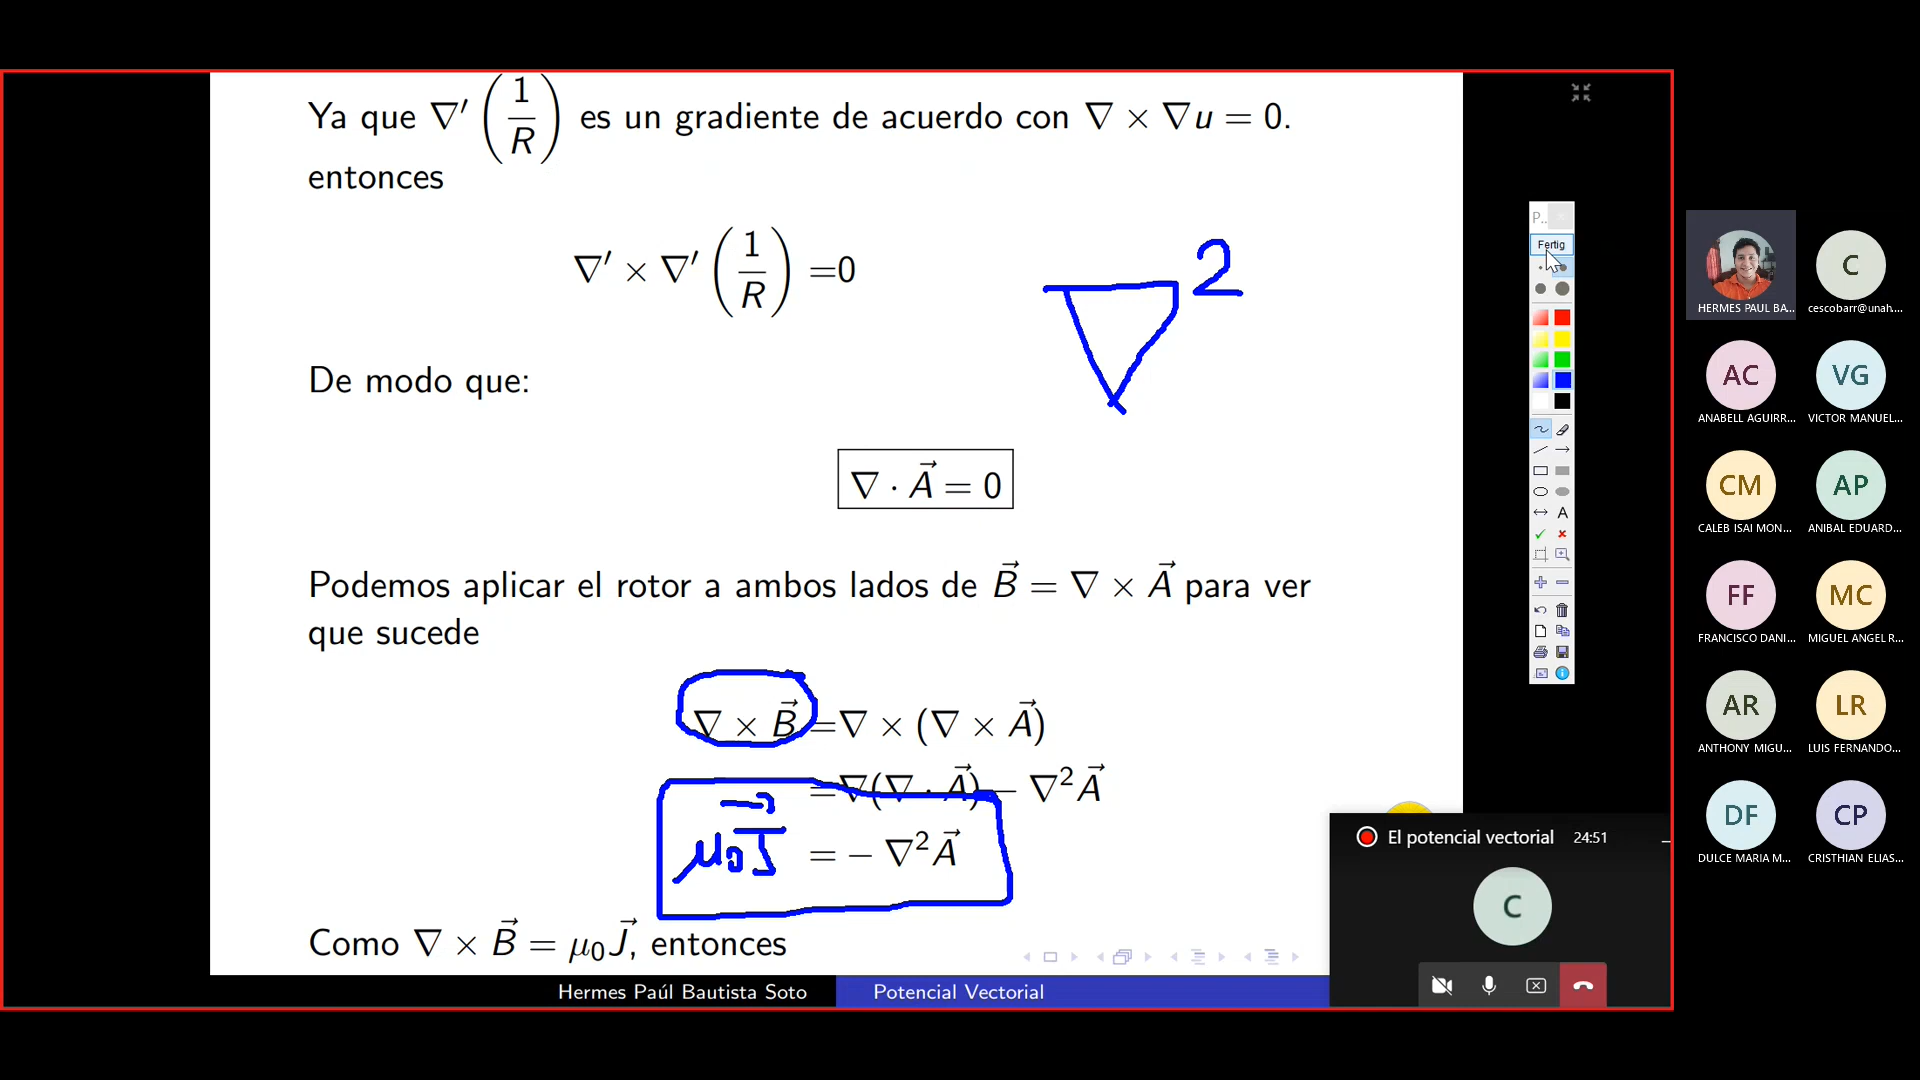 Ya que ∇′(1/R) es un gradiente de acuerdo con ∇ × ∇u = 0.
entonces
∇′ × ∇′(1/R) =0
∇²
De modo que:
∇ · A⃗ = 0
Podemos aplicar el rotor a ambos lados de B⃗ = ∇ × A⃗ para ver
que sucede
∇ × B⃗ =∇ × (∇ × A⃗)
=∇(∇ · A⃗) − ∇²A⃗
μ₀J⃗ = − ∇²A⃗
Como ∇ × B⃗ = μ₀J⃗, entonces
Hermes Paúl Bautista Soto Potencial Vectorial
P..
Fertig
A
El potencial vectorial 24:51
C
HERMES PAUL BA...
C
cescobarr@unah....
AC
ANABELL AGUIRR...
VG
VICTOR MANUEL...
CM
CALEB ISAI MON...
AP
ANIBAL EDUARD...
FF
FRANCISCO DANI...
MC
MIGUEL ANGEL R...
AR
ANTHONY MIGU...
LR
LUIS FERNANDO...
DF
DULCE MARIA M...
CP
CRISTHIAN ELIAS...